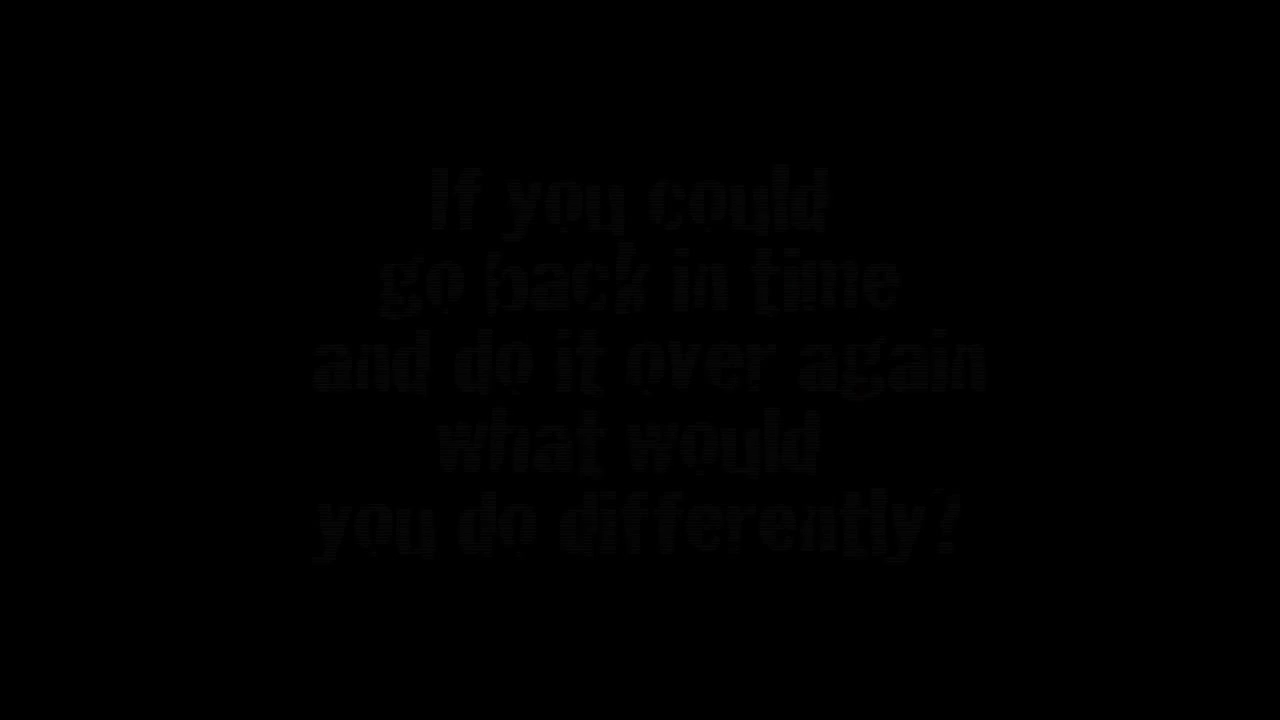 If you could
go back in time
and do it over again
what would
you do differently?